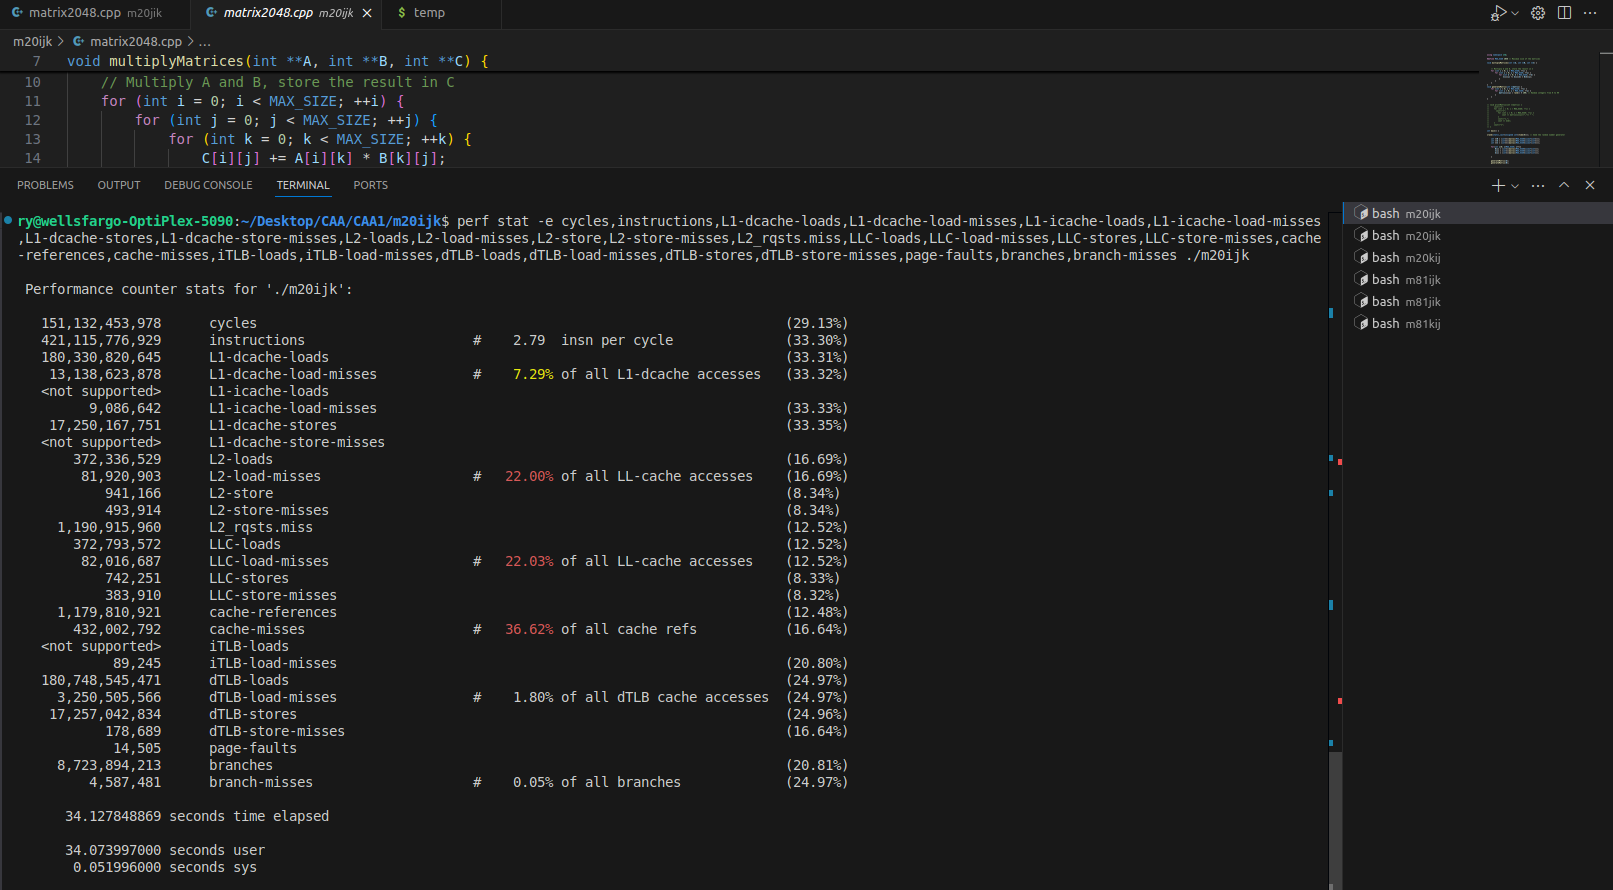 matrix2048.cpp m20jik
matrix2048.cpp m20ijk
$ temp
m20ijk > matrix2048.cpp > ...
7 void multiplyMatrices(int **A, int **B, int **C) {
10 // Multiply A and B, store the result in C
11 for (int i = 0; i < MAX_SIZE; ++i) {
12 for (int j = 0; j < MAX_SIZE; ++j) {
13 for (int k = 0; k < MAX_SIZE; ++k) {
14 C[i][j] += A[i][k] * B[k][j];
PROBLEMS OUTPUT DEBUG CONSOLE TERMINAL PORTS
ry@wellsfargo-OptiPlex-5090:~/Desktop/CAA/CAA1/m20ijk$ perf stat -e cycles,instructions,L1-dcache-loads,L1-dcache-load-misses,L1-icache-loads,L1-icache-load-misses
,L1-dcache-stores,L1-dcache-store-misses,L2-loads,L2-load-misses,L2-store,L2-store-misses,L2_rqsts.miss,LLC-loads,LLC-load-misses,LLC-stores,LLC-store-misses,cache
-references,cache-misses,iTLB-loads,iTLB-load-misses,dTLB-loads,dTLB-load-misses,dTLB-stores,dTLB-store-misses,page-faults,branches,branch-misses ./m20ijk
Performance counter stats for './m20ijk':
151,132,453,978 cycles (29.13%)
421,115,776,929 instructions # 2.79 insn per cycle (33.30%)
180,330,820,645 L1-dcache-loads (33.31%)
13,138,623,878 L1-dcache-load-misses # 7.29% of all L1-dcache accesses (33.32%)
<not supported> L1-icache-loads
9,086,642 L1-icache-load-misses (33.33%)
17,250,167,751 L1-dcache-stores (33.35%)
<not supported> L1-dcache-store-misses
372,336,529 L2-loads (16.69%)
81,920,903 L2-load-misses # 22.00% of all LL-cache accesses (16.69%)
941,166 L2-store (8.34%)
493,914 L2-store-misses (8.34%)
1,190,915,960 L2_rqsts.miss (12.52%)
372,793,572 LLC-loads (12.52%)
82,016,687 LLC-load-misses # 22.03% of all LL-cache accesses (12.52%)
742,251 LLC-stores (8.33%)
383,910 LLC-store-misses (8.32%)
1,179,810,921 cache-references (12.48%)
432,002,792 cache-misses # 36.62% of all cache refs (16.64%)
<not supported> iTLB-loads
89,245 iTLB-load-misses (20.80%)
180,748,545,471 dTLB-loads (24.97%)
3,250,505,566 dTLB-load-misses # 1.80% of all dTLB cache accesses (24.97%)
17,257,042,834 dTLB-stores (24.96%)
178,689 dTLB-store-misses (16.64%)
14,505 page-faults
8,723,894,213 branches (20.81%)
4,587,481 branch-misses # 0.05% of all branches (24.97%)
34.127848869 seconds time elapsed
34.073997000 seconds user
0.051996000 seconds sys
bash m20ijk
bash m20jik
bash m20kij
bash m81ijk
bash m81jik
bash m81kij